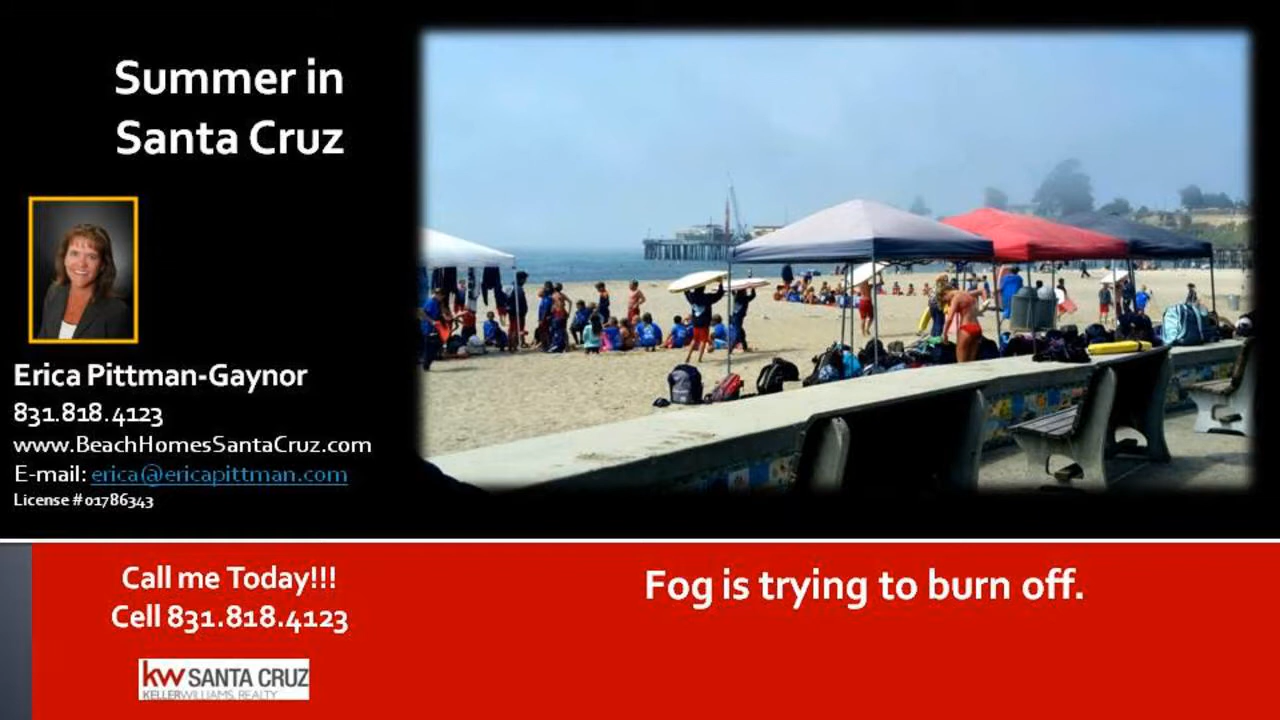 Summer in
Santa Cruz
Erica Pittman-Gaynor
831.818.4123
www.BeachHomesSantaCruz.com
E-mail: erica@ericapittman.com
License #01786343
Call me Today!!!
Cell 831.818.4123
kw SANTA CRUZ
KELLERWILLIAMS. REALTY
Fog is trying to burn off.